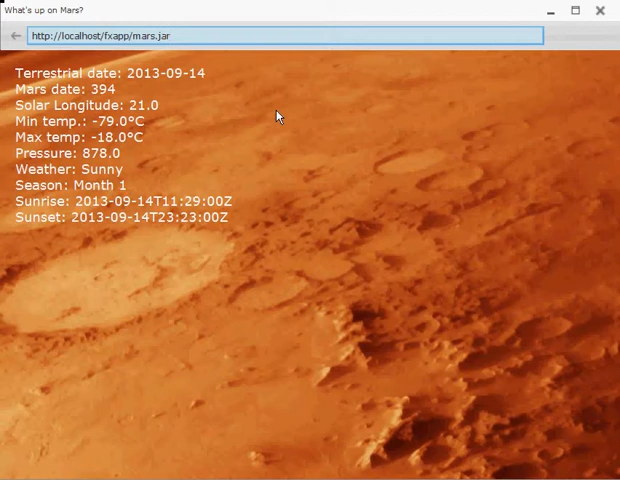 What's up on Mars?
http://localhost/fxapp/mars.jar
Terrestrial date: 2013-09-14
Mars date: 394
Solar Longitude: 21.0
Min temp.: -79.0°C
Max temp: -18.0°C
Pressure: 878.0
Weather: Sunny
Season: Month 1
Sunrise: 2013-09-14T11:29:00Z
Sunset: 2013-09-14T23:23:00Z